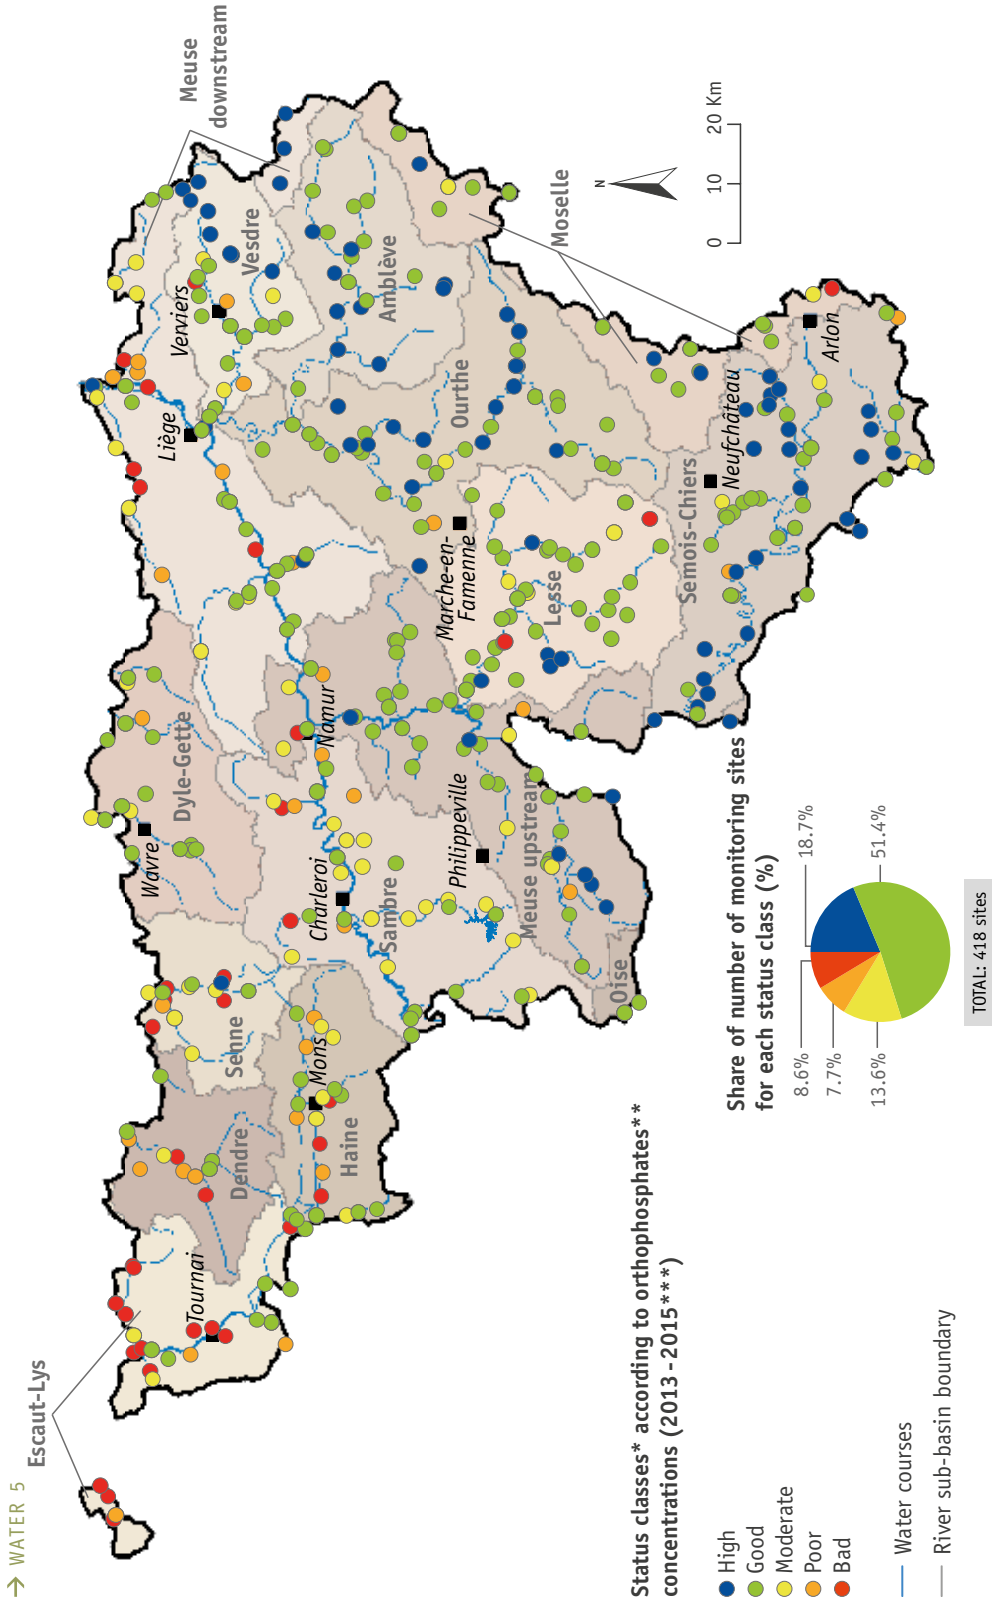 → WATER 5
Escaut-Lys
Meuse
downstream
Tournai
Dendre
Senne
Haine
Mons
Wavre
Dyle-Gette
Charleroi
Sambre
Namur
Philippeville
Meuse upstream
Oise
Liège
Verviers
Vesdre
Amblève
Ourthe
Marche-en-
Famenne
Lesse
Semois-Chiers
Neufchâteau
Arlon
Moselle
N
0
10
20 Km
Status classes* according to orthophosphates**
concentrations (2013 - 2015***)
High
Good
Moderate
Poor
Bad
Water courses
River sub-basin boundary
Share of number of monitoring sites
for each status class (%)
8.6%
7.7%
13.6%
18.7%
51.4%
TOTAL: 418 sites